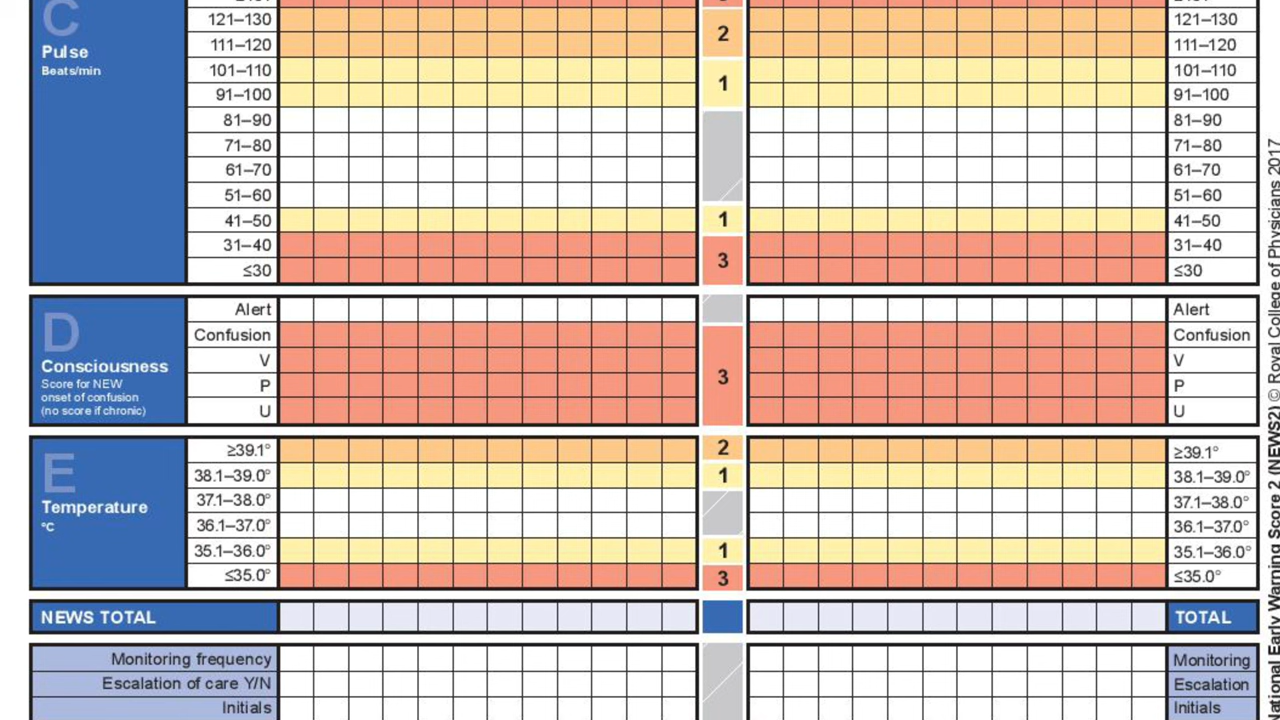 C
121–130
2
121–130
Pulse
111–120
111–120
Beats/min
101–110
1
101–110
91–100
91–100
81–90
81–90
71–80
71–80
61–70
61–70
51–60
51–60
41–50
1
41–50
31–40
3
31–40
≤30
≤30
D
Alert
Alert
Confusion
Confusion
Consciousness
V
3
V
Score for NEW
onset of confusion
(no score if chronic)
P
P
U
U
E
≥39.1°
2
≥39.1°
38.1–39.0°
1
38.1–39.0°
Temperature
37.1–38.0°
37.1–38.0°
°C
36.1–37.0°
36.1–37.0°
35.1–36.0°
1
35.1–36.0°
≤35.0°
3
≤35.0°
NEWS TOTAL
TOTAL
Monitoring frequency
Monitoring
Escalation of care Y/N
Escalation
Initials
Initials
Early Warning Score 2 (NEWS2) © Royal College of Physicians 2017